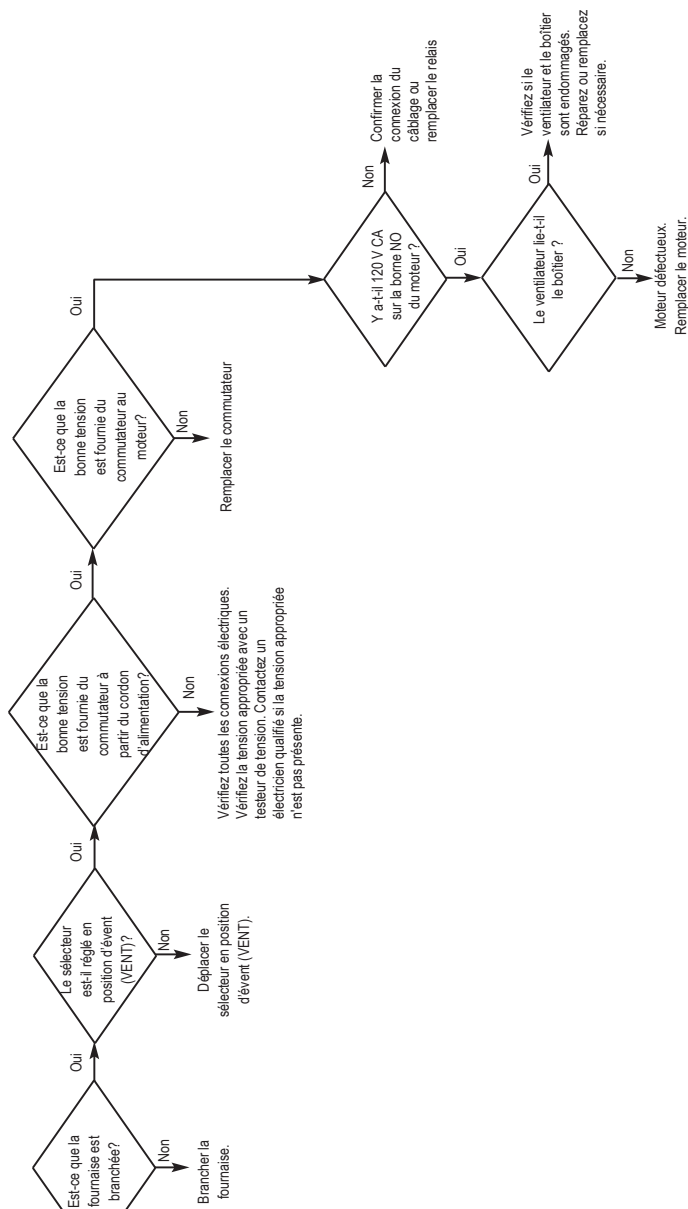 Est-ce que la
fournaise est
branchée?
Non
Brancher la
fournaise.
Oui
Le sélecteur
est-il réglé en
position d'évent
(VENT)?
Non
Déplacer le
sélecteur en position
d'évent (VENT).
Oui
Est-ce que la
bonne tension
est fournie du
commutateur à
partir du cordon
d'alimentation?
Non
Vérifiez toutes les connexions électriques.
Vérifiez la tension appropriée avec un
testeur de tension. Contactez un
électricien qualifié si la tension appropriée
n'est pas présente.
Oui
Est-ce que la
bonne tension
est fournie du
commutateur au
moteur?
Non
Remplacer le commutateur
Oui
Y a-t-il 120 V CA
sur la borne NO
du moteur ?
Non
Confirmer la
connexion du
câblage ou
remplacer le relais
Oui
Le ventilateur lie-t-il
le boîtier ?
Oui
Vérifiez si le
ventilateur et le boîtier
sont endommagés.
Réparez ou remplacez
si nécessaire.
Non
Moteur défectueux.
Remplacer le moteur.